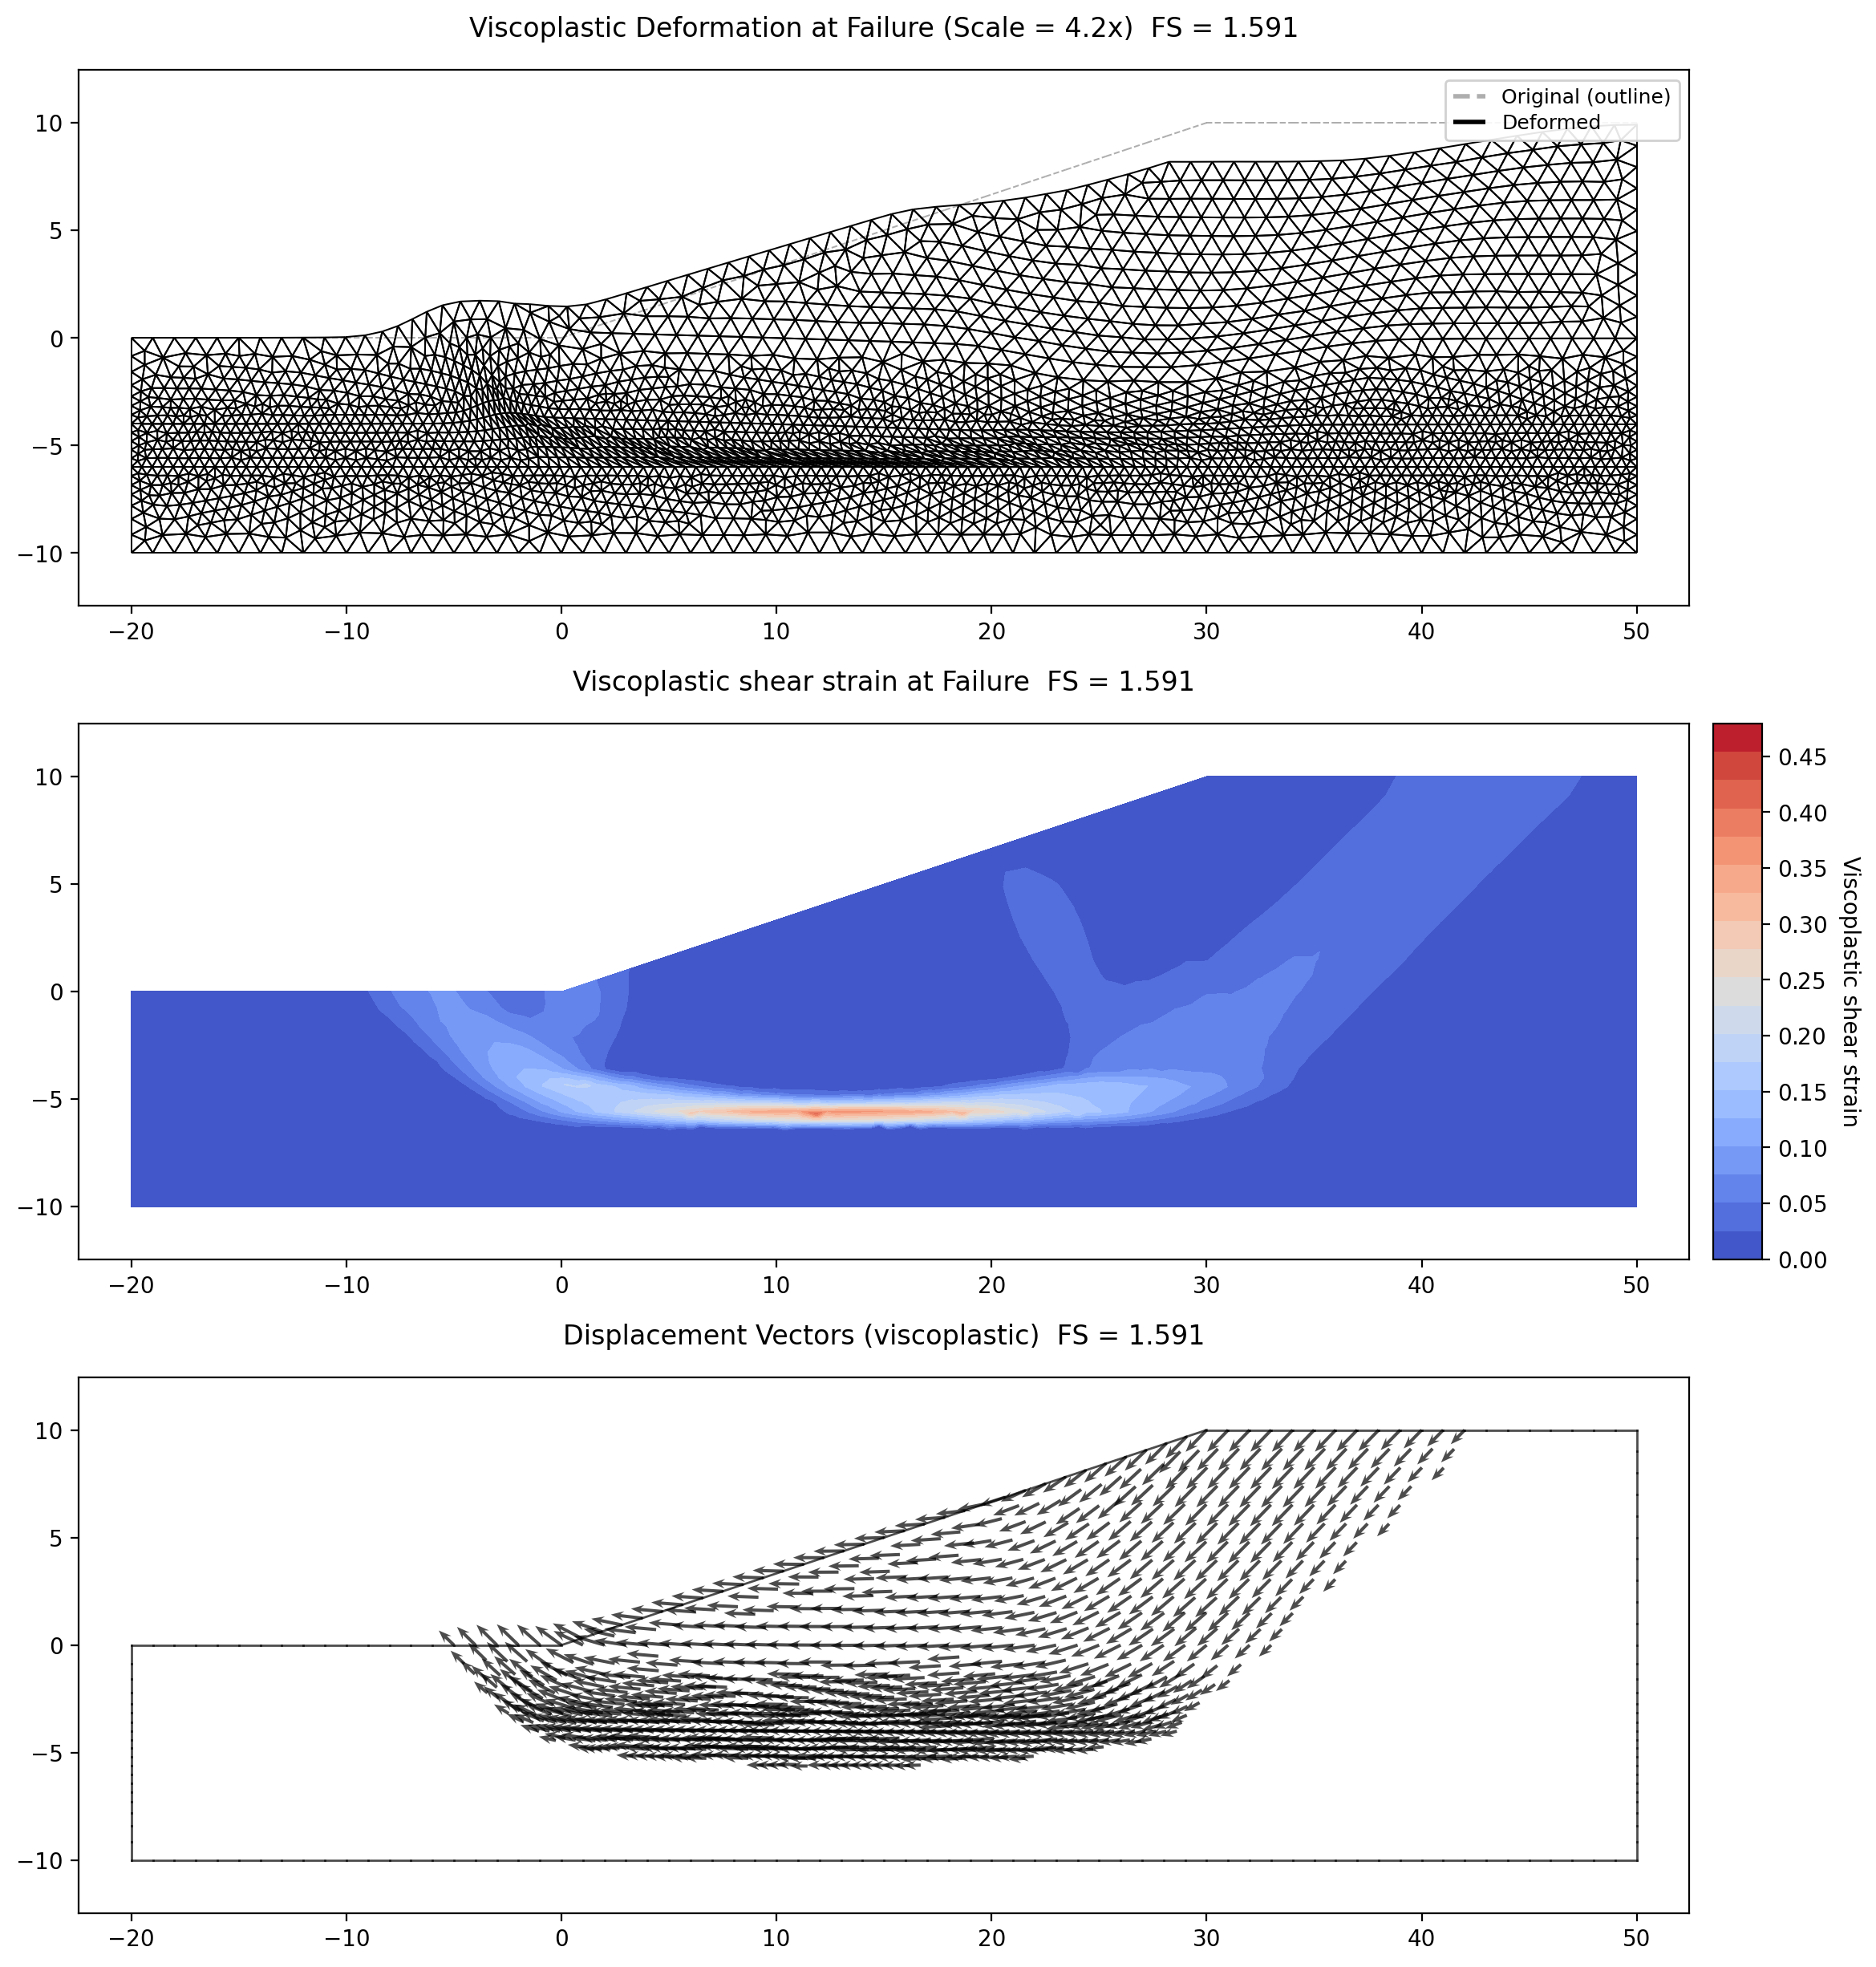 Viscoplastic Deformation at Failure (Scale = 4.2x)  FS = 1.591
Original (outline)
Deformed
10
5
0
−5
−10
−20 −10 0 10 20 30 40 50
Viscoplastic shear strain at Failure  FS = 1.591
10
5
0
−5
−10
−20 −10 0 10 20 30 40 50
0.45
0.40
0.35
0.30
0.25
0.20
0.15
0.10
0.05
0.00
Viscoplastic shear strain
Displacement Vectors (viscoplastic)  FS = 1.591
10
5
0
−5
−10
−20 −10 0 10 20 30 40 50